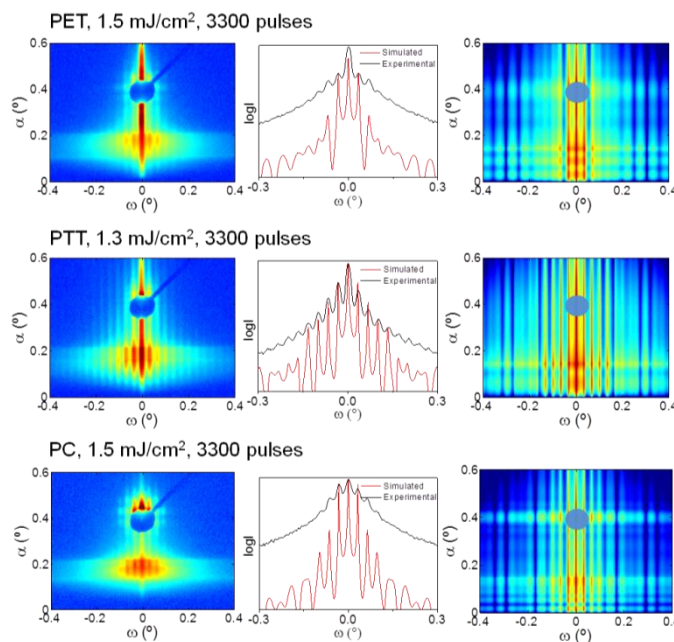 PET, 1.5 mJ/cm², 3300 pulses
0.6
0.4
0.2
0
α (º)
-0.4 -0.2 0 0.2 0.4
ω (º)
Simulated
Experimental
logI
-0.3 0.0 0.3
ω (°)
0.6
0.4
0.2
0
α (º)
-0.4 -0.2 0 0.2 0.4
ω (º)
PTT, 1.3 mJ/cm², 3300 pulses
0.6
0.4
0.2
0
α (º)
-0.4 -0.2 0 0.2 0.4
ω (º)
Simulated
Experimental
logI
-0.3 0.0 0.3
ω (°)
0.6
0.4
0.2
0
α (º)
-0.4 -0.2 0 0.2 0.4
ω (º)
PC, 1.5 mJ/cm², 3300 pulses
0.6
0.4
0.2
0
α (º)
-0.4 -0.2 0 0.2 0.4
ω (º)
Simulated
Experimental
logI
-0.3 0.0 0.3
ω (°)
0.6
0.4
0.2
0
α (º)
-0.4 -0.2 0 0.2 0.4
ω (º)